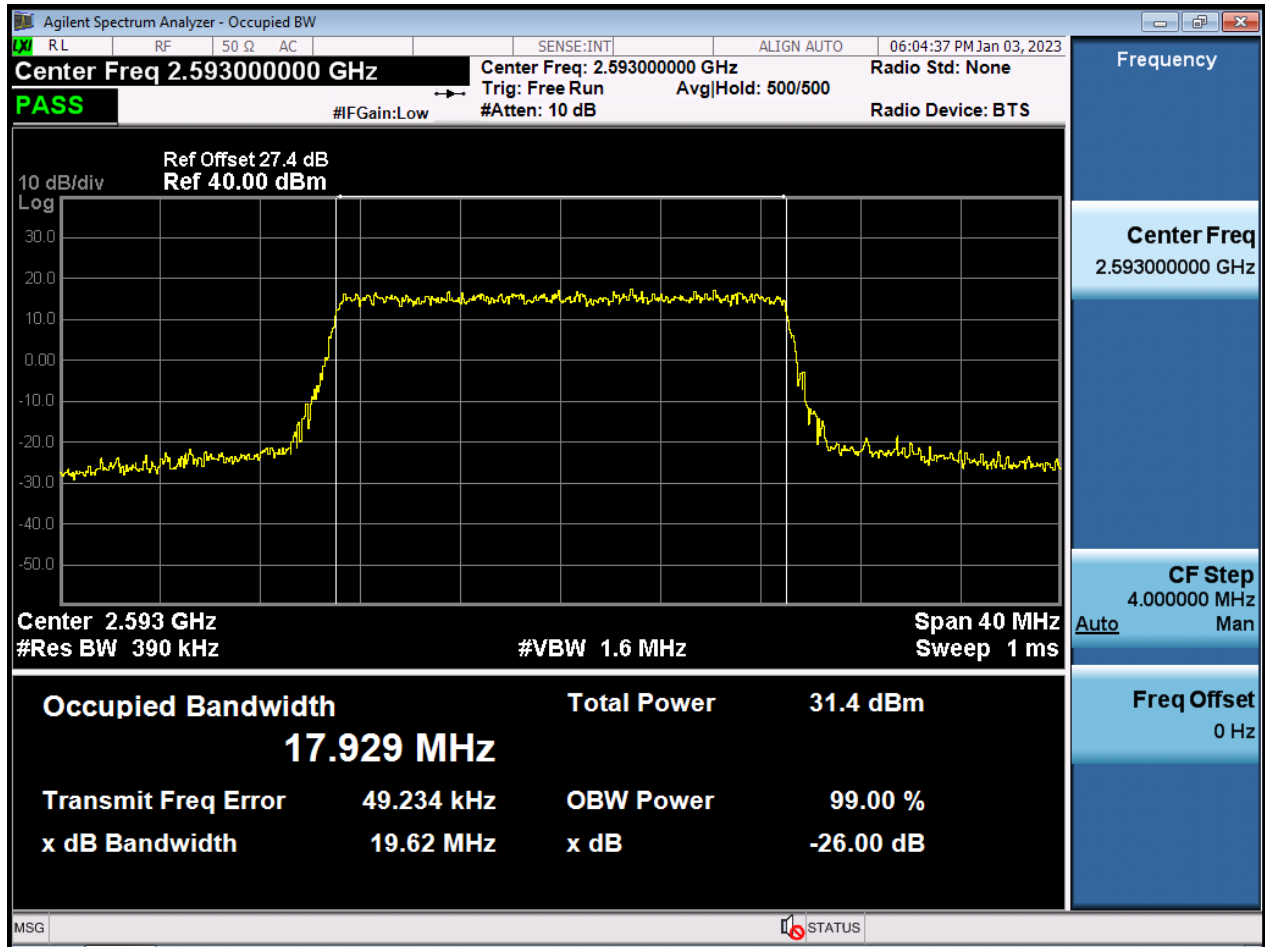 Agilent Spectrum Analyzer - Occupied BW
LXI RL RF 50 Ω AC SENSE:INT ALIGN AUTO 06:04:37 PM Jan 03, 2023
Center Freq 2.593000000 GHz
Center Freq: 2.593000000 GHz
Radio Std: None
Trig: Free Run Avg|Hold: 500/500
PASS
#IFGain:Low
#Atten: 10 dB
Radio Device: BTS
Ref Offset 27.4 dB
10 dB/div Ref 40.00 dBm
Log
30.0
20.0
10.0
0.00
-10.0
-20.0
-30.0
-40.0
-50.0
Center 2.593 GHz Span 40 MHz
#Res BW 390 kHz #VBW 1.6 MHz Sweep 1 ms
Occupied Bandwidth Total Power 31.4 dBm
17.929 MHz
Transmit Freq Error 49.234 kHz OBW Power 99.00 %
x dB Bandwidth 19.62 MHz x dB -26.00 dB
Frequency
Center Freq
2.593000000 GHz
CF Step
4.000000 MHz
Auto Man
Freq Offset
0 Hz
MSG STATUS